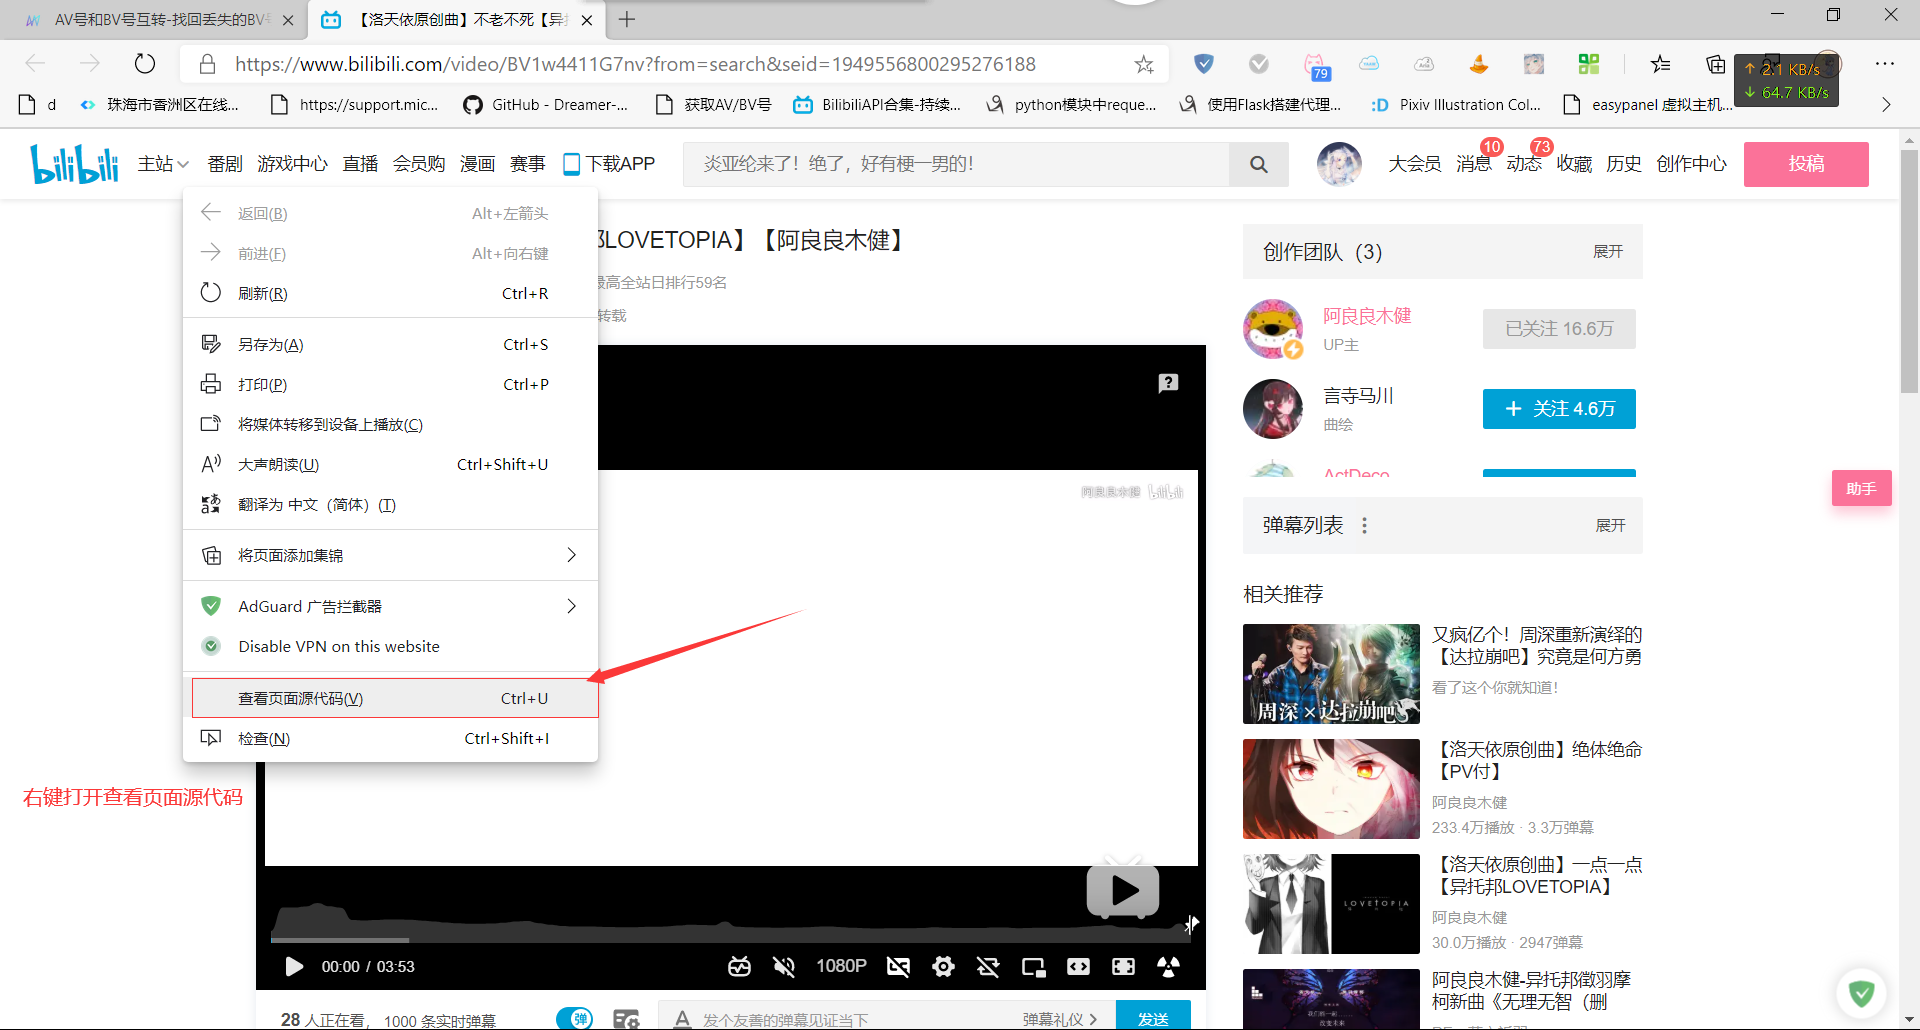 AV号和BV号互转-找回丢失的BV号
【洛天依原创曲】不老不死【异托
https://www.bilibili.com/video/BV1w4411G7nv?from=search&seid=1949556800295276188
79
↑ 2.1 KB/s
↓ 64.7 KB/s
d
珠海市香洲区在线...
https://support.mic...
GitHub - Dreamer-...
获取AV/BV号
BilibiliAPI合集-持续...
python模块中reque...
使用Flask搭建代理...
Pixiv Illustration Col...
easypanel 虚拟主机...
bilibili
主站
番剧
游戏中心
直播
会员购
漫画
赛事
下载APP
炎亚纶来了！绝了，好有梗一男的！
大会员
消息
10
动态
73
收藏
历史
创作中心
投稿
返回(B) Alt+左箭头
前进(F) Alt+向右键
刷新(R) Ctrl+R
另存为(A) Ctrl+S
打印(P) Ctrl+P
将媒体转移到设备上播放(C)
大声朗读(U) Ctrl+Shift+U
翻译为 中文（简体）(T)
将页面添加集锦
AdGuard 广告拦截器
Disable VPN on this website
查看页面源代码(V) Ctrl+U
检查(N) Ctrl+Shift+I
右键打开查看页面源代码
LOVETOPIA】【阿良良木健】
最高全站日排行59名
转载
阿良良木健 bilibili
00:00 / 03:53
1080P
28 人正在看， 1000 条实时弹幕
弹
发个友善的弹幕见证当下
弹幕礼仪
发送
创作团队（3）
展开
阿良良木健
UP主
已关注 16.6万
言寺马川
曲绘
+ 关注 4.6万
ActDeco
弹幕列表
展开
助手
相关推荐
周深×达拉崩吧
又疯亿个！周深重新演绎的
【达拉崩吧】究竟是何方勇
看了这个你就知道！
【洛天依原创曲】绝体绝命
【PV付】
阿良良木健
233.4万播放 · 3.3万弹幕
LOVETOPIA
【洛天依原创曲】一点一点
【异托邦LOVETOPIA】
阿良良木健
30.0万播放 · 2947弹幕
阿良良木健-异托邦徵羽摩
柯新曲《无理无智（删
改变未来